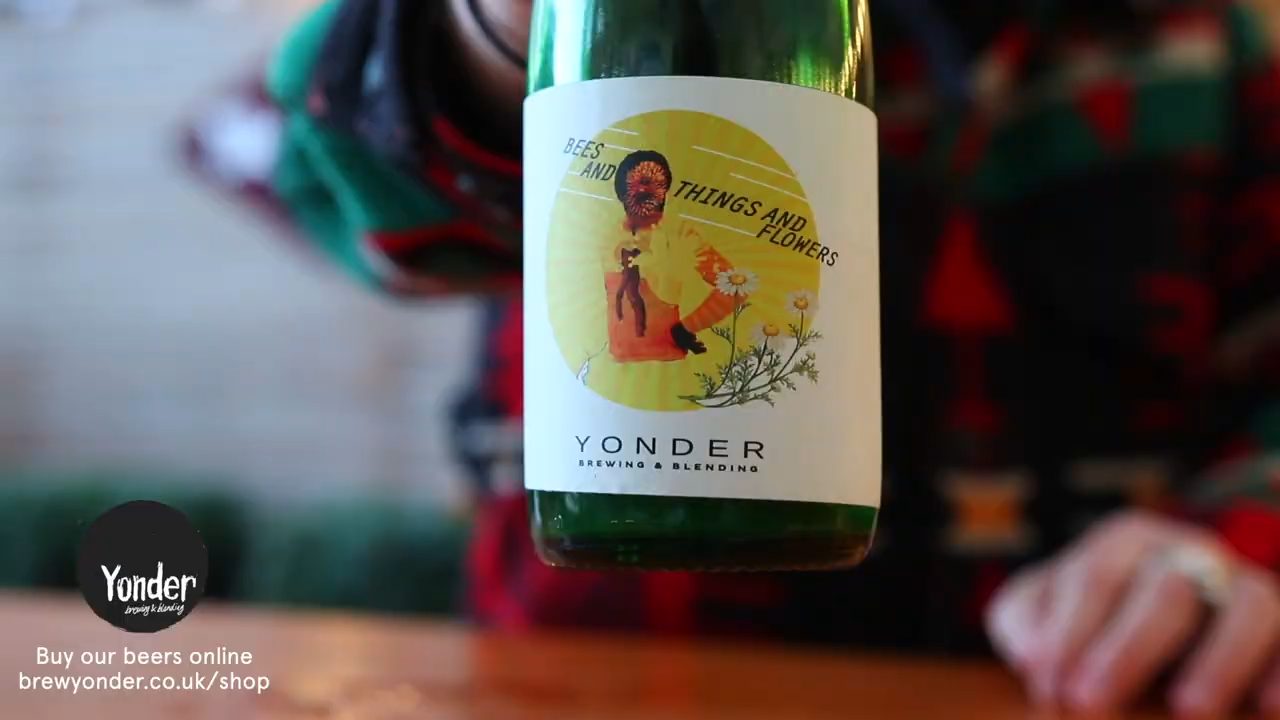 BEES
AND
THINGS AND
FLOWERS
YONDER
BREWING & BLENDING
Yonder
brewing & blending
Buy our beers online
brewyonder.co.uk/shop